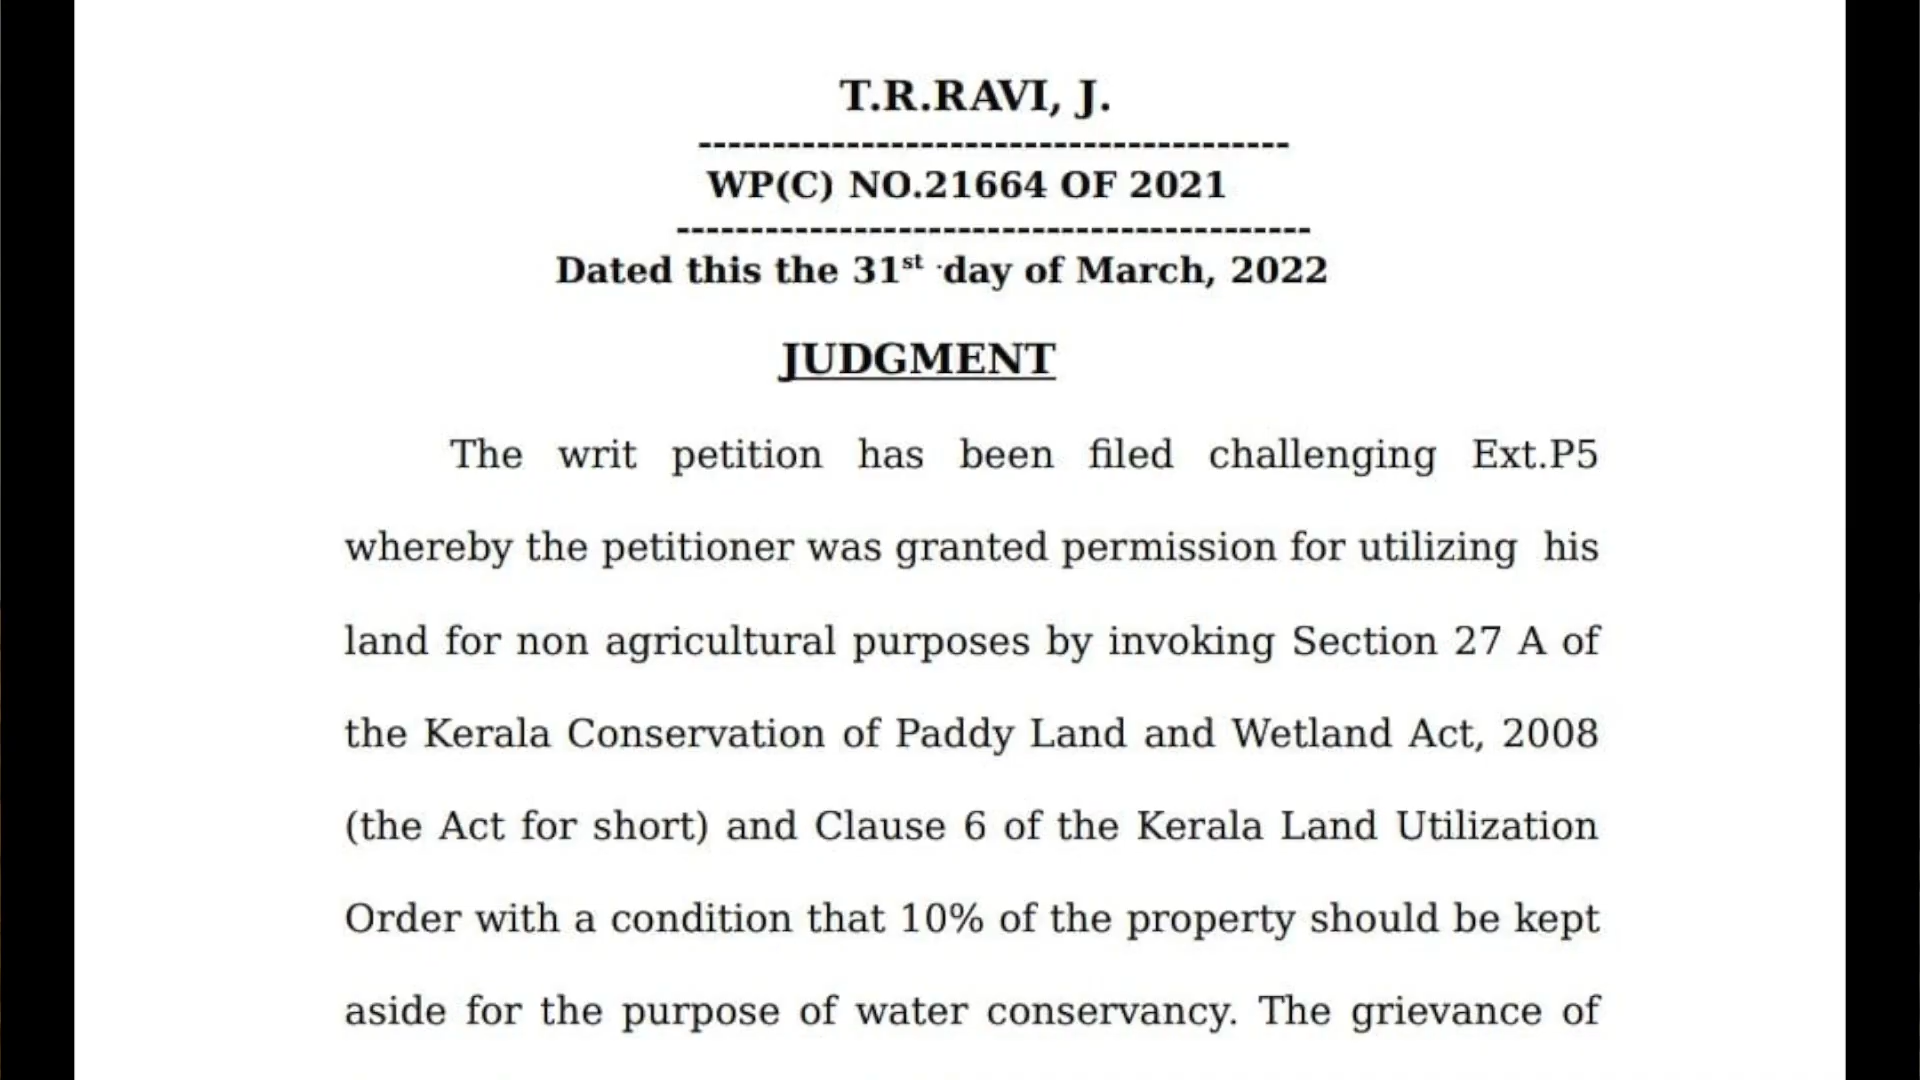 T.R.RAVI, J.
----------------------------------------
WP(C) NO.21664 OF 2021
-------------------------------------------
Dated this the 31st day of March, 2022
JUDGMENT
The writ petition has been filed challenging Ext.P5
whereby the petitioner was granted permission for utilizing his
land for non agricultural purposes by invoking Section 27 A of
the Kerala Conservation of Paddy Land and Wetland Act, 2008
(the Act for short) and Clause 6 of the Kerala Land Utilization
Order with a condition that 10% of the property should be kept
aside for the purpose of water conservancy. The grievance of